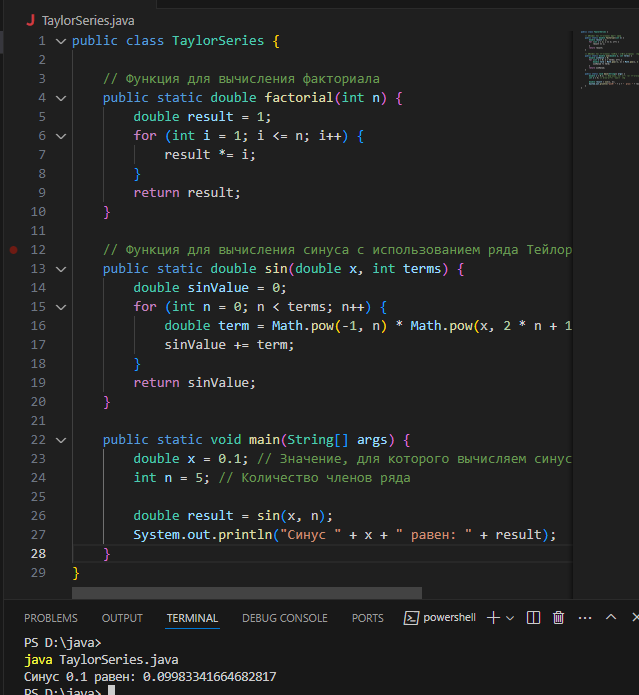 TaylorSeries.java
1 public class TaylorSeries {
2
3 // Функция для вычисления факториала
4 public static double factorial(int n) {
5 double result = 1;
6 for (int i = 1; i <= n; i++) {
7 result *= i;
8 }
9 return result;
10 }
11
12 // Функция для вычисления синуса с использованием ряда Тейлор
13 public static double sin(double x, int terms) {
14 double sinValue = 0;
15 for (int n = 0; n < terms; n++) {
16 double term = Math.pow(-1, n) * Math.pow(x, 2 * n + 1
17 sinValue += term;
18 }
19 return sinValue;
20 }
21
22 public static void main(String[] args) {
23 double x = 0.1; // Значение, для которого вычисляем синус
24 int n = 5; // Количество членов ряда
25
26 double result = sin(x, n);
27 System.out.println("Синус " + x + " равен: " + result);
28 }
29 }
PROBLEMS OUTPUT TERMINAL DEBUG CONSOLE PORTS powershell
PS D:\java>
java TaylorSeries.java
Синус 0.1 равен: 0.09983341664682817
PS D:\java>